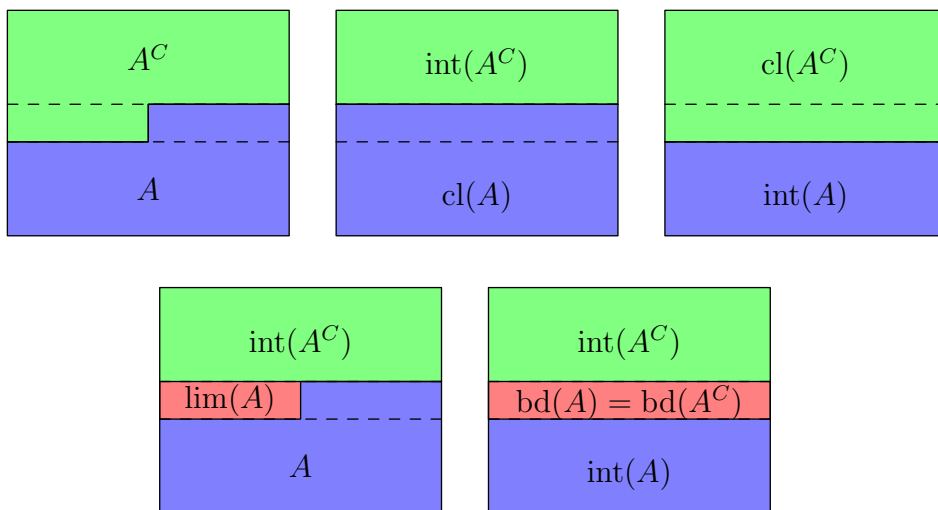 A^C
A
int(A^C)
cl(A)
cl(A^C)
int(A)
int(A^C)
lim(A)
A
int(A^C)
bd(A) = bd(A^C)
int(A)